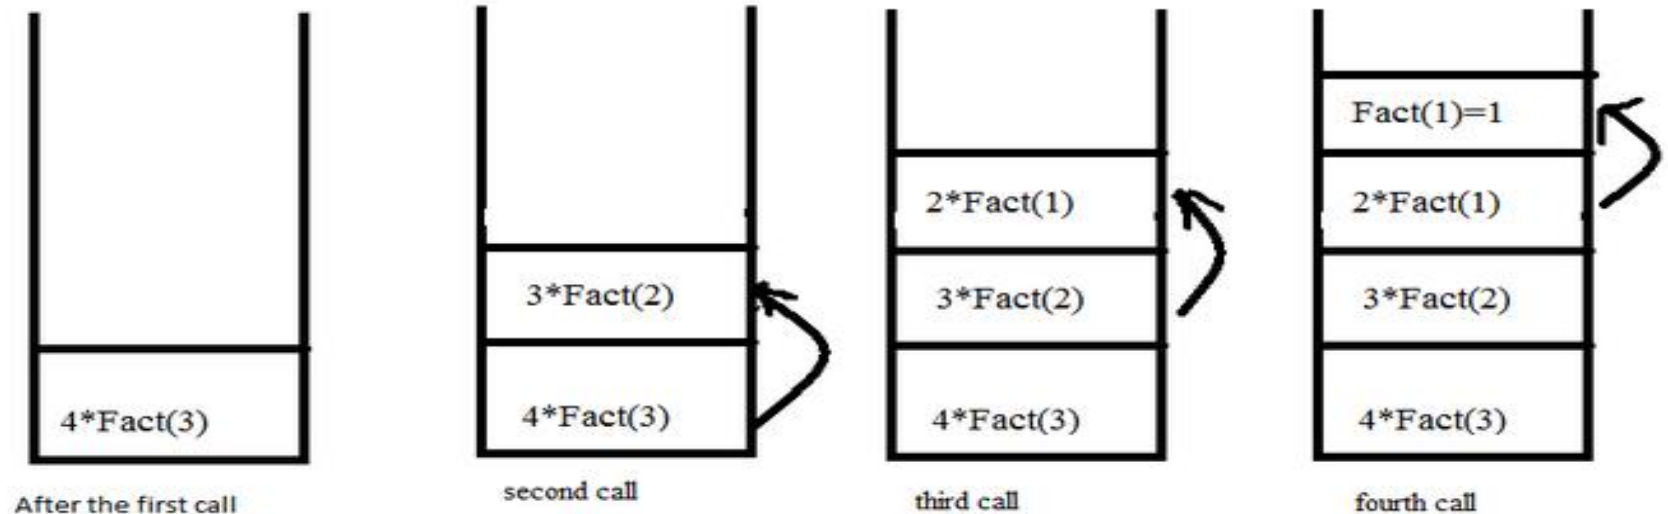 4*Fact(3)
After the first call
3*Fact(2)
4*Fact(3)
second call
2*Fact(1)
3*Fact(2)
4*Fact(3)
third call
Fact(1)=1
2*Fact(1)
3*Fact(2)
4*Fact(3)
fourth call